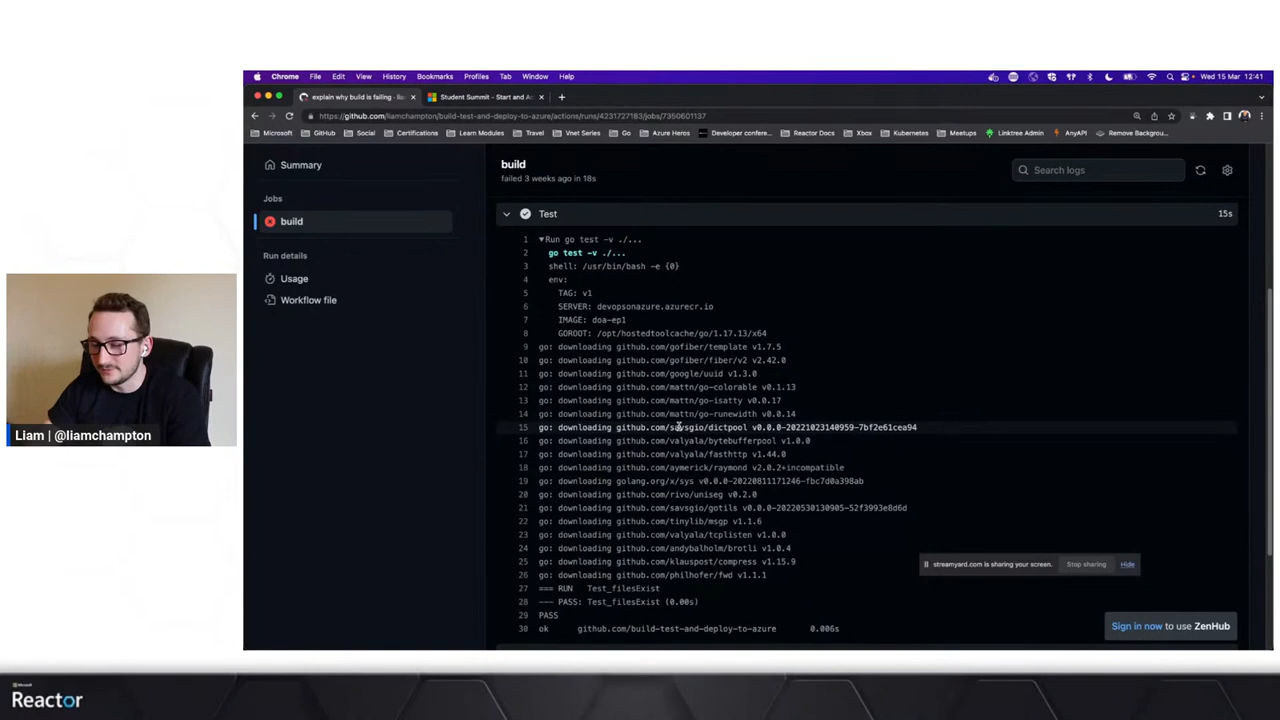 Chrome File Edit View History Bookmarks Profiles Tab Window Help
Wed 15 Mar 12:41
explain why build is failing · lia
Student Summit - Start and A
https://github.com/liamchampton/build-test-and-deploy-to-azure/actions/runs/4231727183/jobs/7350601137
Microsoft GitHub Social Certifications Learn Modules Travel Vnet Series Go Azure Heros Developer confere... Reactor Docs Xbox Kubernetes Meetups Linktree Admin AnyAPI Remove Backgrou...
Summary
Jobs
build
Run details
Usage
Workflow file
build
failed 3 weeks ago in 18s
Search logs
Test
15s
1 ▼Run go test -v ./...
2 go test -v ./...
3 shell: /usr/bin/bash -e {0}
4 env:
5 TAG: v1
6 SERVER: devopsonazure.azurecr.io
7 IMAGE: doa-ep1
8 GOROOT: /opt/hostedtoolcache/go/1.17.13/x64
9 go: downloading github.com/gofiber/template v1.7.5
10 go: downloading github.com/gofiber/fiber/v2 v2.42.0
11 go: downloading github.com/google/uuid v1.3.0
12 go: downloading github.com/mattn/go-colorable v0.1.13
13 go: downloading github.com/mattn/go-isatty v0.0.17
14 go: downloading github.com/mattn/go-runewidth v0.0.14
15 go: downloading github.com/savsgio/dictpool v0.0.0-20221023140959-7bf2e61cea94
16 go: downloading github.com/valyala/bytebufferpool v1.0.0
17 go: downloading github.com/valyala/fasthttp v1.44.0
18 go: downloading github.com/aymerick/raymond v2.0.2+incompatible
19 go: downloading golang.org/x/sys v0.0.0-20220811171246-fbc7d0a398ab
20 go: downloading github.com/rivo/uniseg v0.2.0
21 go: downloading github.com/savsgio/gotils v0.0.0-20220530130905-52f3993e8d6d
22 go: downloading github.com/tinylib/msgp v1.1.6
23 go: downloading github.com/valyala/tcplisten v1.0.0
24 go: downloading github.com/andybalholm/brotli v1.0.4
25 go: downloading github.com/klauspost/compress v1.15.9
26 go: downloading github.com/philhofer/fwd v1.1.1
27 === RUN Test_filesExist
28 --- PASS: Test_filesExist (0.00s)
29 PASS
30 ok github.com/build-test-and-deploy-to-azure 0.006s
streamyard.com is sharing your screen. Stop sharing Hide
Sign in now to use ZenHub
Liam | @liamchampton
Microsoft
Reactor